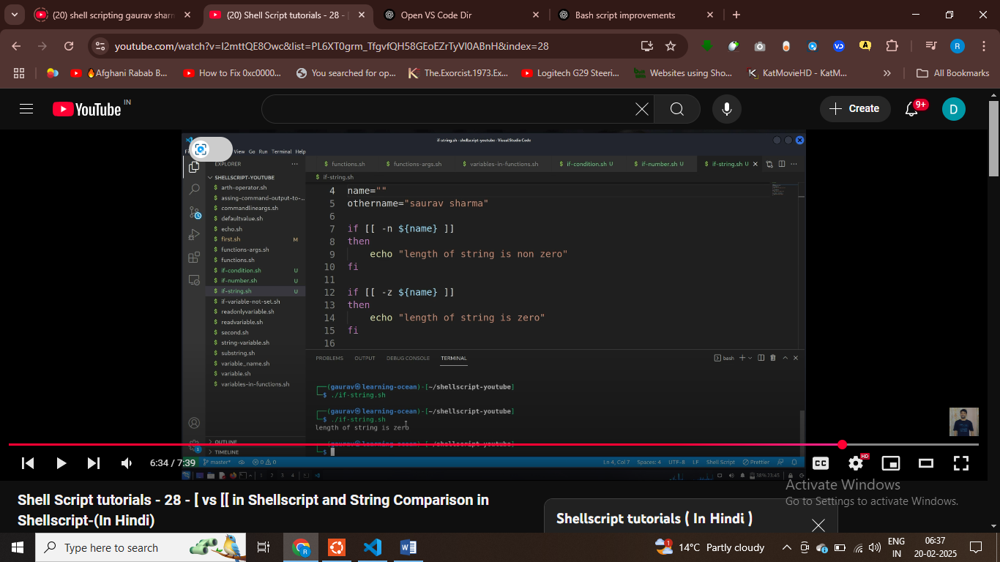 (20) shell scripting gaurav sharm
(20) Shell Script tutorials - 28 - [
Open VS Code Dir
Bash script improvements
youtube.com/watch?v=I2mttQE8Owc&list=PL6XT0grm_TfgvfQH58GEoEZrTyVl0ABnH&index=28
R
Afghani Rabab B...
How to Fix 0xc0000...
You searched for op...
The.Exorcist.1973.Ex...
Logitech G29 Steeri...
Websites using Sho...
KatMovieHD - KatM...
»
All Bookmarks
YouTube IN
Create
9+
D
if-string.sh - shellscript-youtube - Visual Studio Code
View Go Run Terminal Help
EXPLORER
functions.sh
functions-args.sh
variables-in-functions.sh
if-condition.sh U
if-number.sh U
if-string.sh U
SHELLSCRIPT-YOUTUBE
arth-operator.sh
assing-command-output-to-...
commandlineargs.sh
defaultvalue.sh
echo.sh
first.sh M
functions-args.sh
functions.sh
if-condition.sh U
if-number.sh U
if-string.sh U
if-variable-not-set.sh
readonlyvariable.sh
readvariable.sh
second.sh
string-variable.sh
substring.sh
variable_name.sh
variable.sh
variables-in-functions.sh
OUTLINE
TIMELINE
$ if-string.sh
4 name=""
5 othername="saurav sharma"
6
7 if [[ -n ${name} ]]
8 then
9 echo "length of string is non zero"
10 fi
11
12 if [[ -z ${name} ]]
13 then
14 echo "length of string is zero"
15 fi
16
PROBLEMS OUTPUT DEBUG CONSOLE TERMINAL
bash
(gaurav㉿learning-ocean)-[~/shellscript-youtube]
$ ./if-string.sh
(gaurav㉿learning-ocean)-[~/shellscript-youtube]
$ ./if-string.sh
length of string is zero
(gaurav㉿learning-ocean)-[~/shellscript-youtube]
$
master* 0 0
Ln 4, Col 7 Spaces: 4 UTF-8 LF Shell Script Prettier
1 2 3 4
38% 23:45
6:34 / 7:39
CC
HD
Activate Windows
Go to Settings to activate Windows.
Shell Script tutorials - 28 - [ vs [[ in Shellscript and String Comparison in
Shellscript-(In Hindi)
Shellscript tutorials ( In Hindi )
Type here to search
14°C Partly cloudy
ENG
IN
06:37
20-02-2025